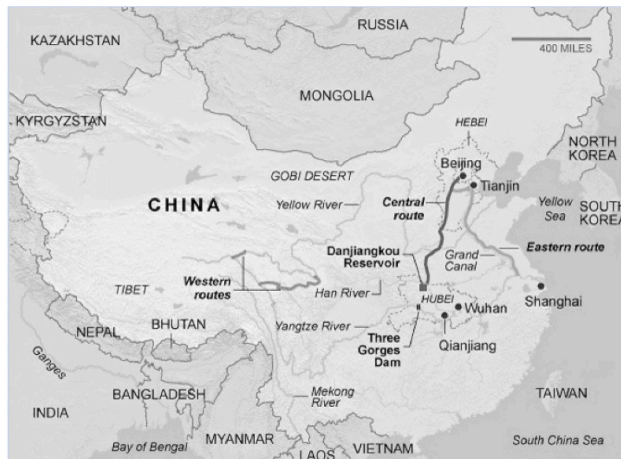 RUSSIA
KAZAKHSTAN
400 MILES
MONGOLIA
KYRGYZSTAN
HEBEI
NORTH
KOREA
Beijing
GOBI DESERT
Tianjin
CHINA
Yellow River
Central
route
Yellow
Sea
SOUTH
KOREA
Danjiangkou
Reservoir
Grand
Canal
Eastern route
Western
routes
TIBET
Han River
HUBEI
Wuhan
Shanghai
NEPAL
BHUTAN
Yangtze River
Three
Gorges
Dam
Qianjiang
Ganges
BANGLADESH
Mekong
River
TAIWAN
INDIA
Bay of Bengal
MYANMAR
LAOS
VIETNAM
South China Sea